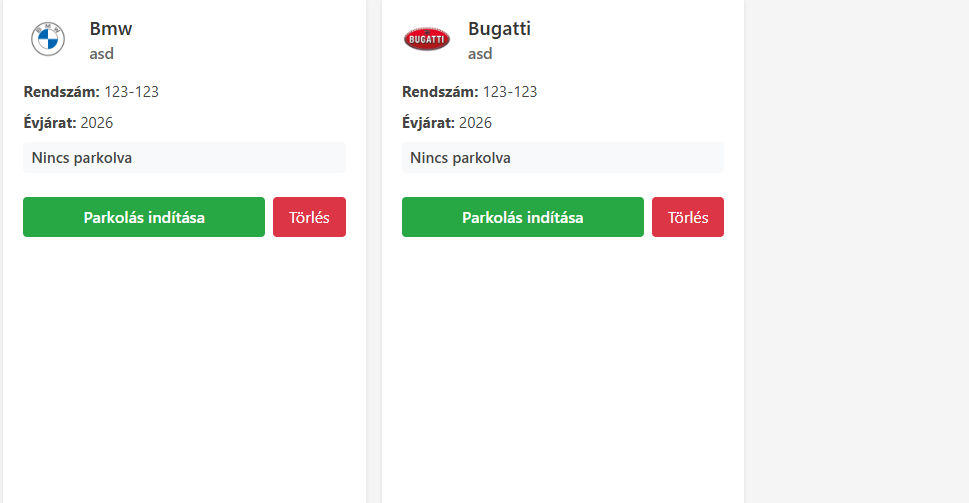 Bmw
asd
Rendszám: 123-123
Évjárat: 2026
Nincs parkolva
Parkolás indítása
Törlés
BUGATTI
Bugatti
asd
Rendszám: 123-123
Évjárat: 2026
Nincs parkolva
Parkolás indítása
Törlés